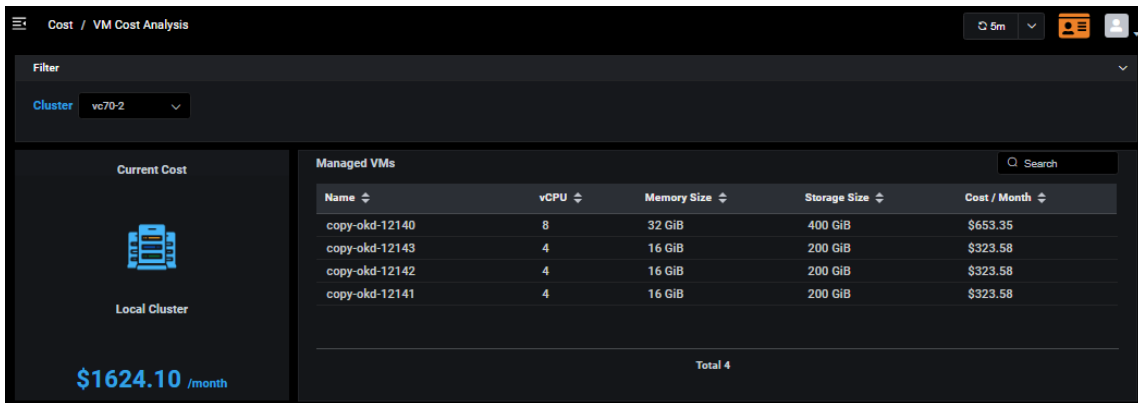 Cost / VM Cost Analysis
5m
Filter
Cluster vc70-2
Current Cost
Local Cluster
$1624.10 /month
Managed VMs
Search
Name vCPU Memory Size Storage Size Cost / Month
copy-okd-12140 8 32 GiB 400 GiB $653.35
copy-okd-12143 4 16 GiB 200 GiB $323.58
copy-okd-12142 4 16 GiB 200 GiB $323.58
copy-okd-12141 4 16 GiB 200 GiB $323.58
Total 4